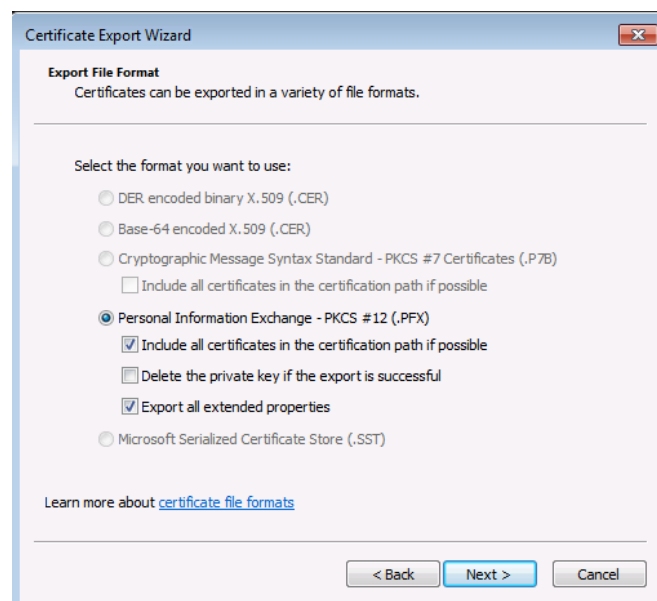 Certificate Export Wizard
Export File Format
Certificates can be exported in a variety of file formats.
Select the format you want to use:
DER encoded binary X.509 (.CER)
Base-64 encoded X.509 (.CER)
Cryptographic Message Syntax Standard - PKCS #7 Certificates (.P7B)
Include all certificates in the certification path if possible
Personal Information Exchange - PKCS #12 (.PFX)
Include all certificates in the certification path if possible
Delete the private key if the export is successful
Export all extended properties
Microsoft Serialized Certificate Store (.SST)
Learn more about certificate file formats
< Back Next > Cancel